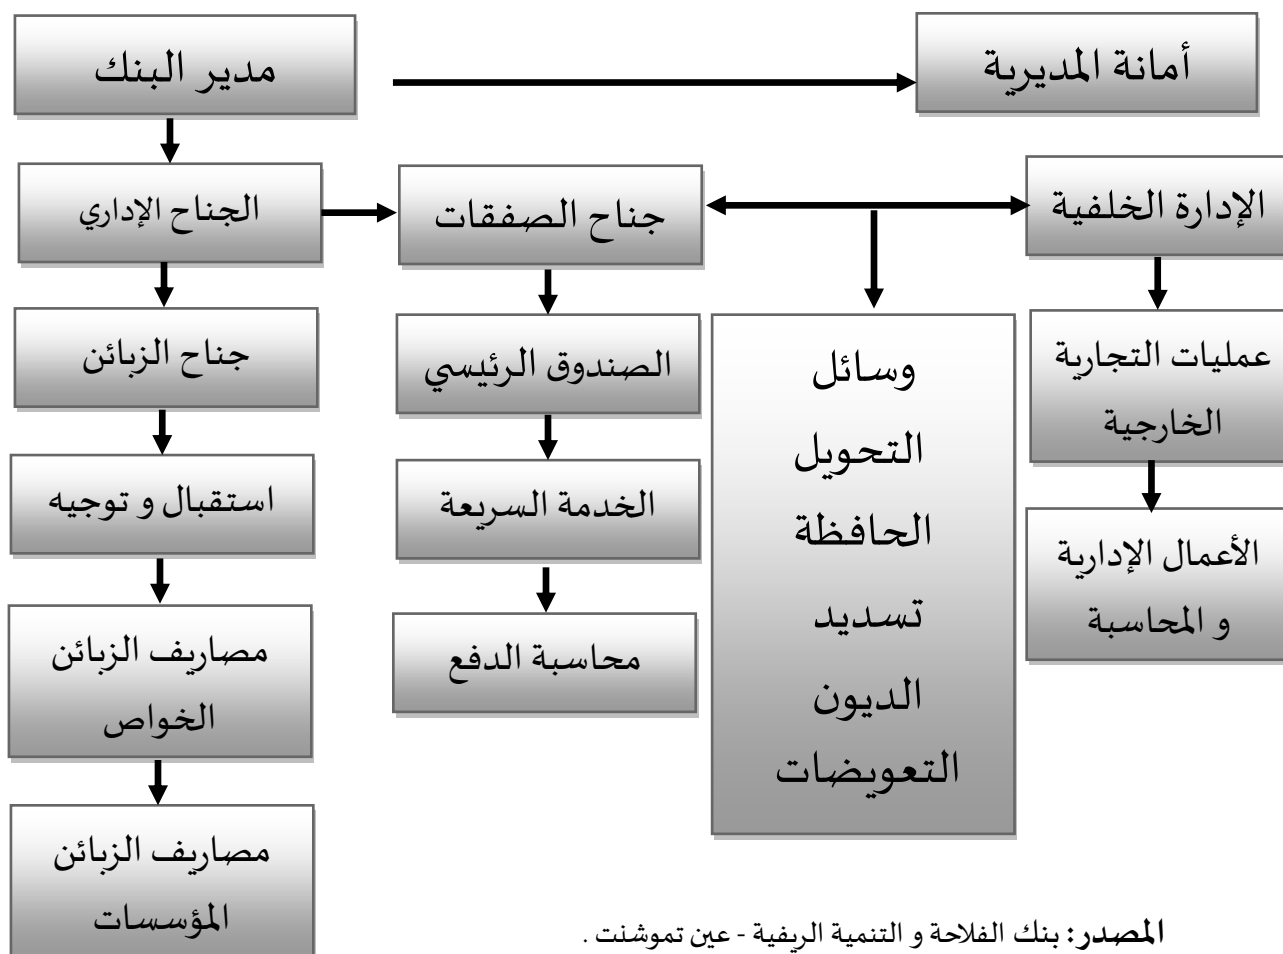 أمانة المديرية
مدير البنك
الإدارة الخلفية
جناح الصفقات
الجناح الإداري
عمليات التجارية
الخارجية
الأعمال الإدارية
و المحاسبة
وسائل
التحويل
الحافظة
تسديد
الديون
التعويضات
الصندوق الرئيسي
الخدمة السريعة
محاسبة الدفع
جناح الزبائن
استقبال و توجيه
مصاريف الزبائن
الخواص
مصاريف الزبائن
المؤسسات
المصدر: بنك الفلاحة و التنمية الريفية - عين تموشنت .